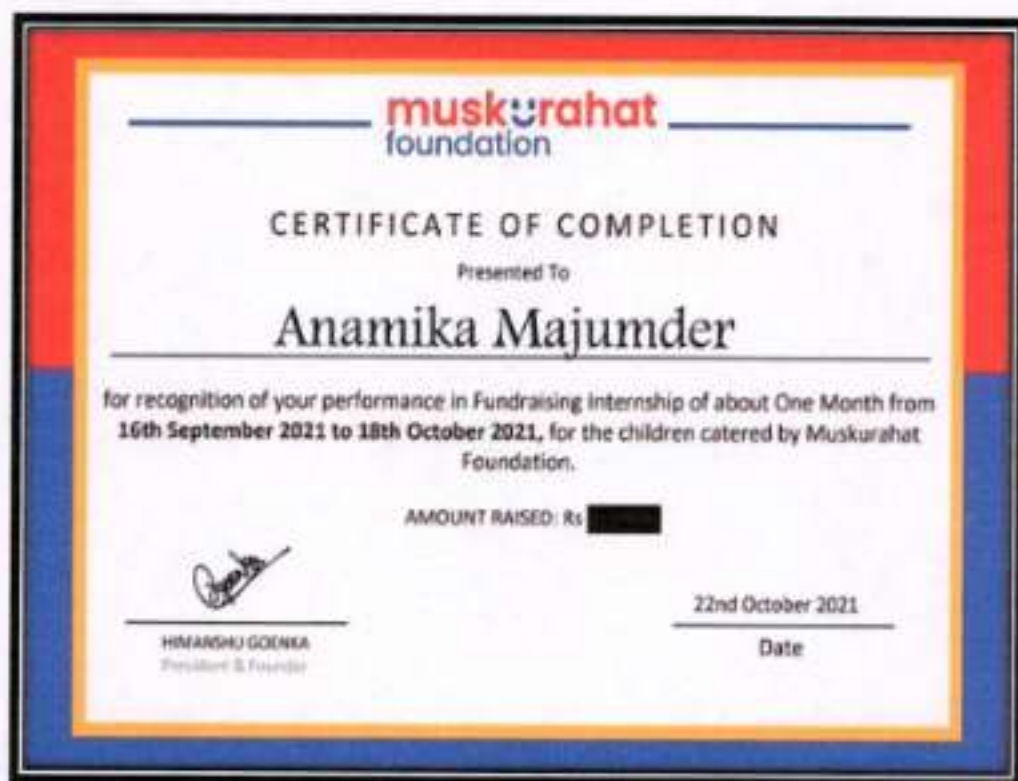 muskurahat
foundation
CERTIFICATE OF COMPLETION
Presented To
Anamika Majumder
for recognition of your performance in Fundraising Internship of about One Month from
16th September 2021 to 18th October 2021, for the children catered by Muskurahat
Foundation.
AMOUNT RAISED: Rs
22nd October 2021
HIMANSHU GOENKA
Date
President & Founder